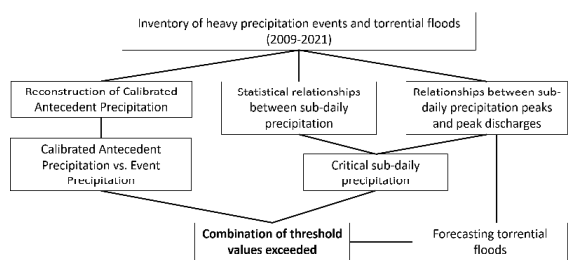 Inventory of heavy precipitation events and torrential floods
(2009-2021)
Reconstruction of Calibrated
Antecedent Precipitation
Statistical relationships
between sub-daily
precipitation
Relationships between sub-
daily precipitation peaks
and peak discharges
Calibrated Antecedent
Precipitation vs. Event
Precipitation
Critical sub-daily
precipitation
Combination of threshold
values exceeded
Forecasting torrential
floods